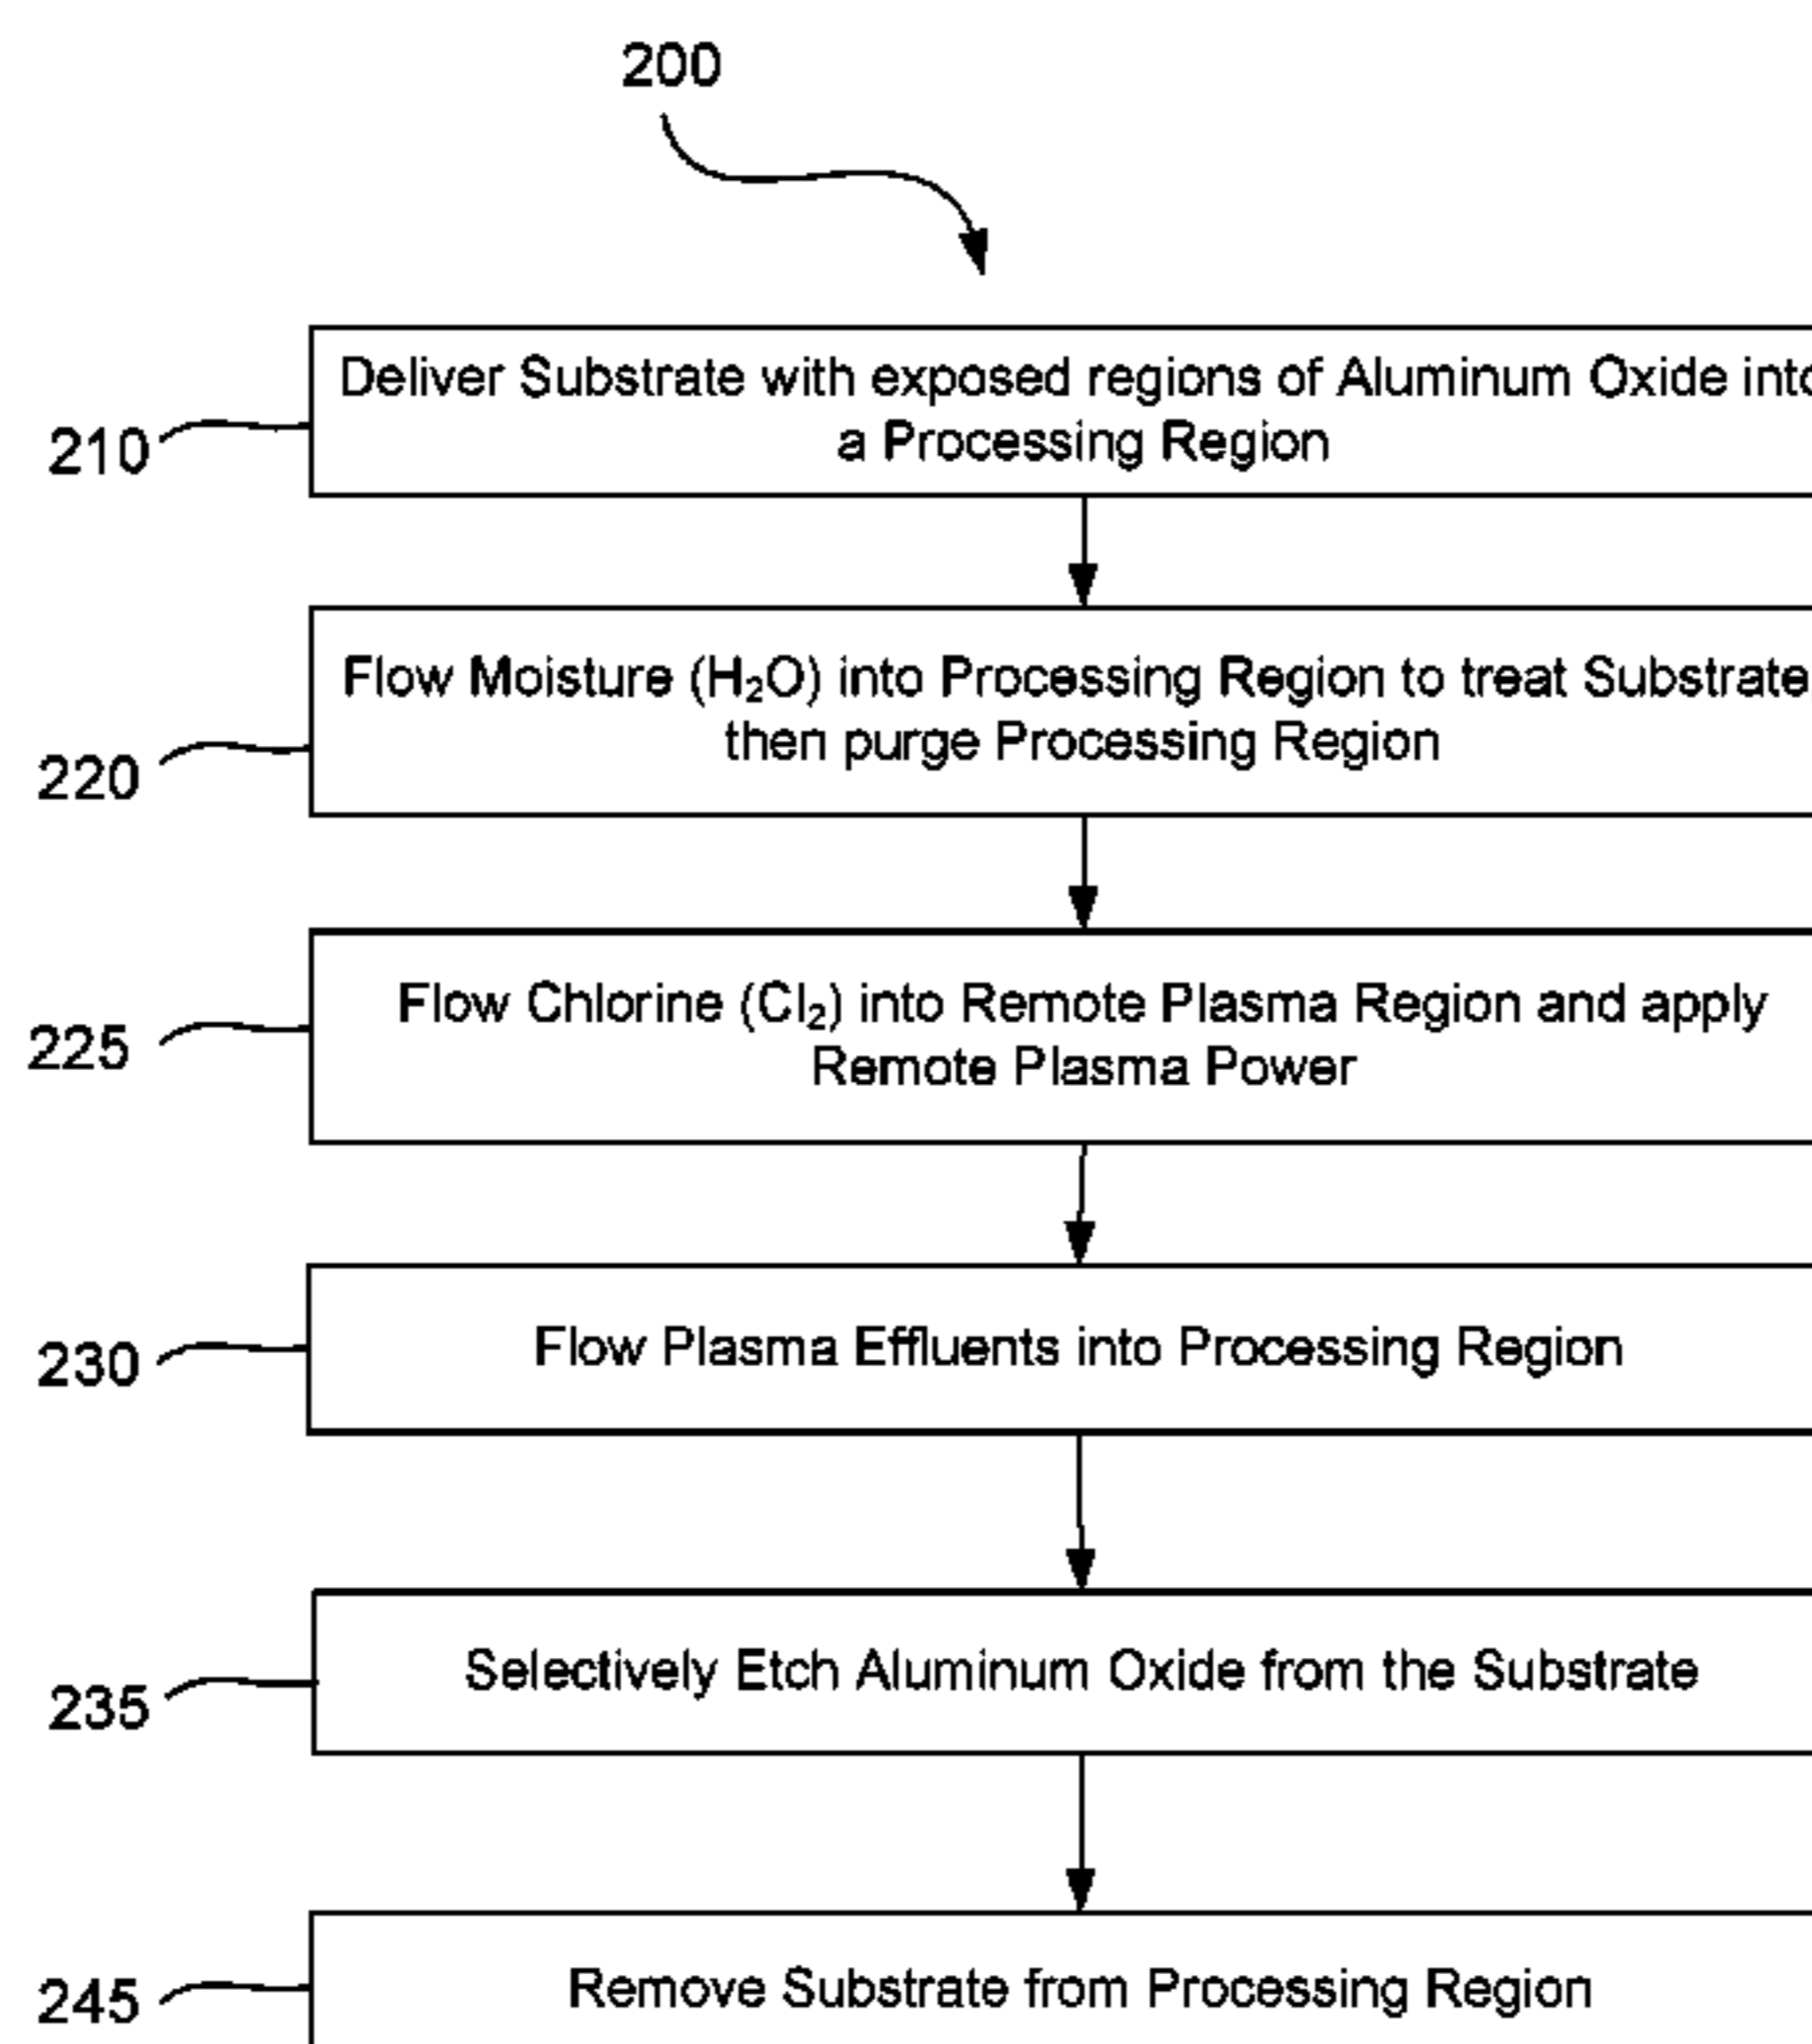 200
210
Deliver Substrate with exposed regions of Aluminum Oxide into
a Processing Region
220
Flow Moisture (H₂O) into Processing Region to treat Substrate
then purge Processing Region
225
Flow Chlorine (Cl₂) into Remote Plasma Region and apply
Remote Plasma Power
230
Flow Plasma Effluents into Processing Region
235
Selectively Etch Aluminum Oxide from the Substrate
245
Remove Substrate from Processing Region